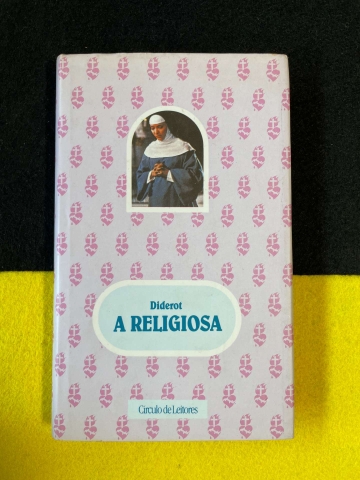 Diderot
A RELIGIOSA
Círculo de Leitores